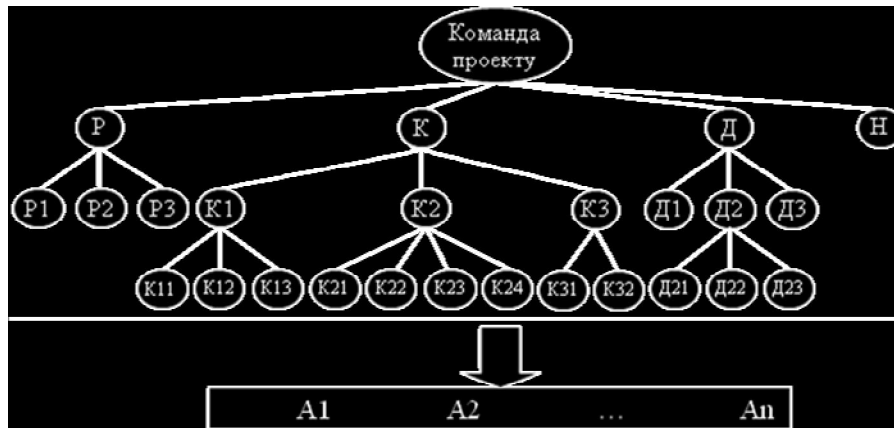 Команда
проекту
Р К Д Н
Р1 Р2 Р3 К1 К2 К3 Д1 Д2 Д3
К11 К12 К13 К21 К22 К23 К24 К31 К32 Д21 Д22 Д23
А1 А2 ... Аn